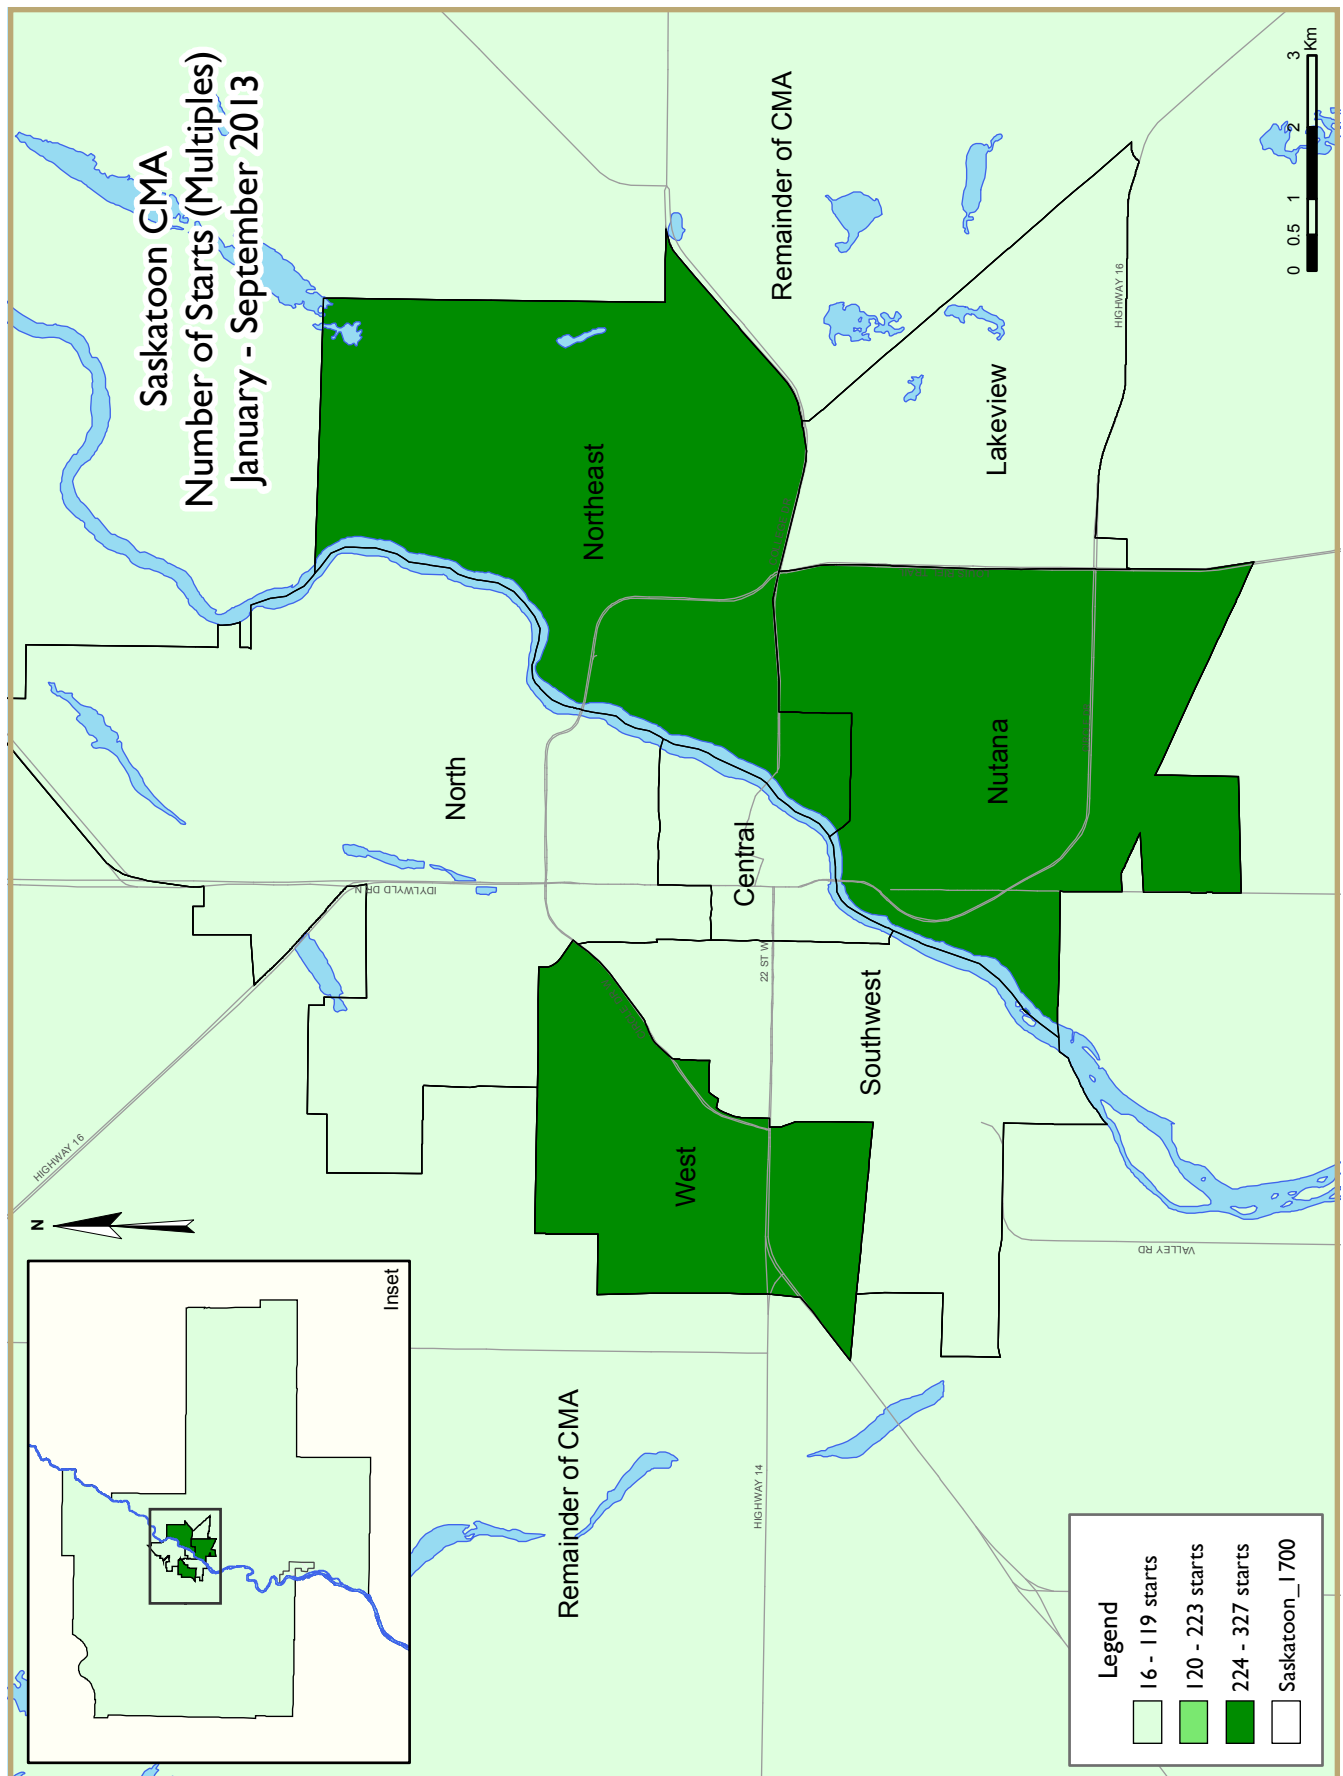 Saskatoon CMA
Number of Starts (Multiples)
January - September 2013
N
Inset
HIGHWAY 16
IDYLWYLD DR N
North
Northeast
Remainder of CMA
West
Central
22 ST W
Southwest
Nutana
Lakeview
HIGHWAY 16
VALLEY RD
HIGHWAY 14
Remainder of CMA
Legend
16 - 119 starts
120 - 223 starts
224 - 327 starts
Saskatoon_1700
0 0.5 1 2 3
Km